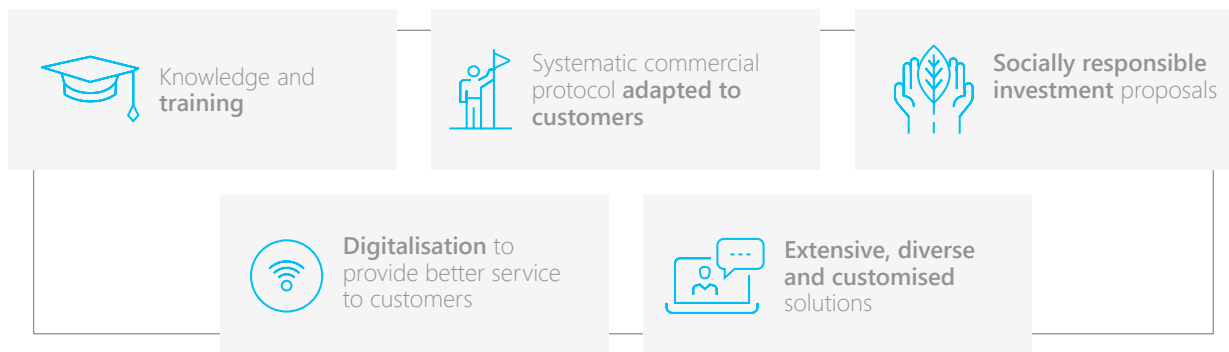 Knowledge and
training
Systematic commercial
protocol adapted to
customers
Socially responsible
investment proposals
Digitalisation to
provide better service
to customers
Extensive, diverse
and customised
solutions